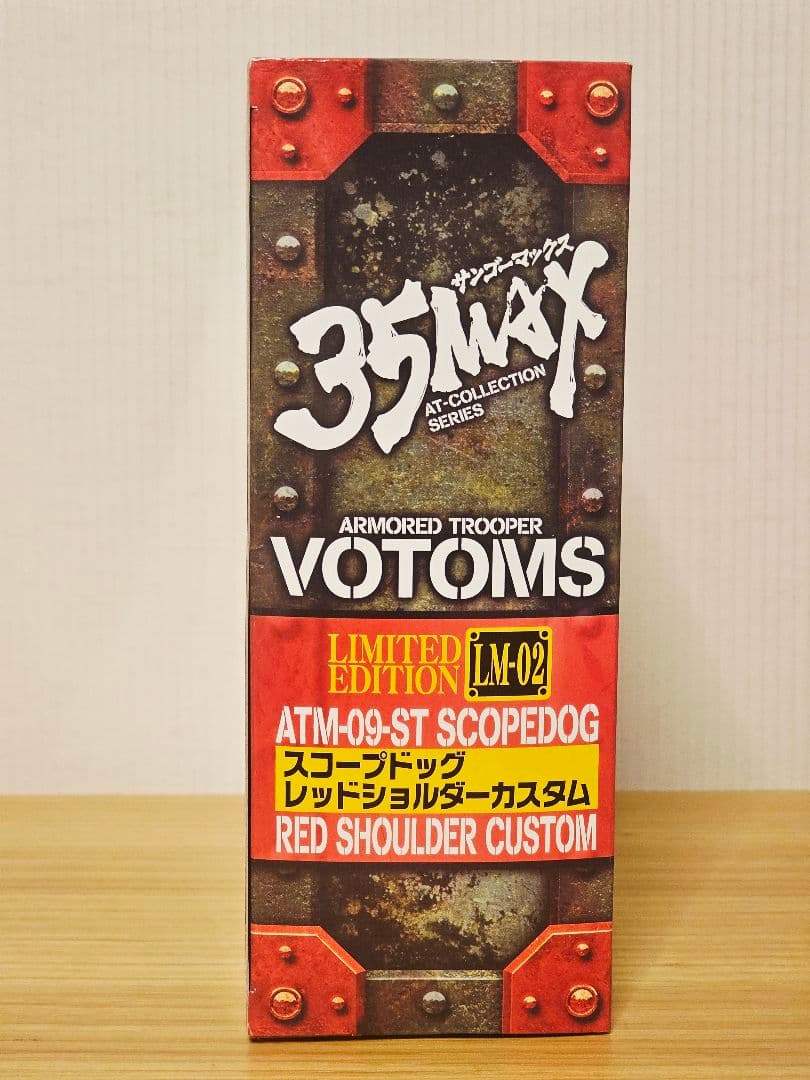 サンゴーマックス
35MAX
AT-COLLECTION
SERIES
ARMORED TROOPER
VOTOMS
LIMITED
EDITION
LM-02
ATM-09-ST SCOPEDOG
スコープドッグ
レッドショルダーカスタム
RED SHOULDER CUSTOM